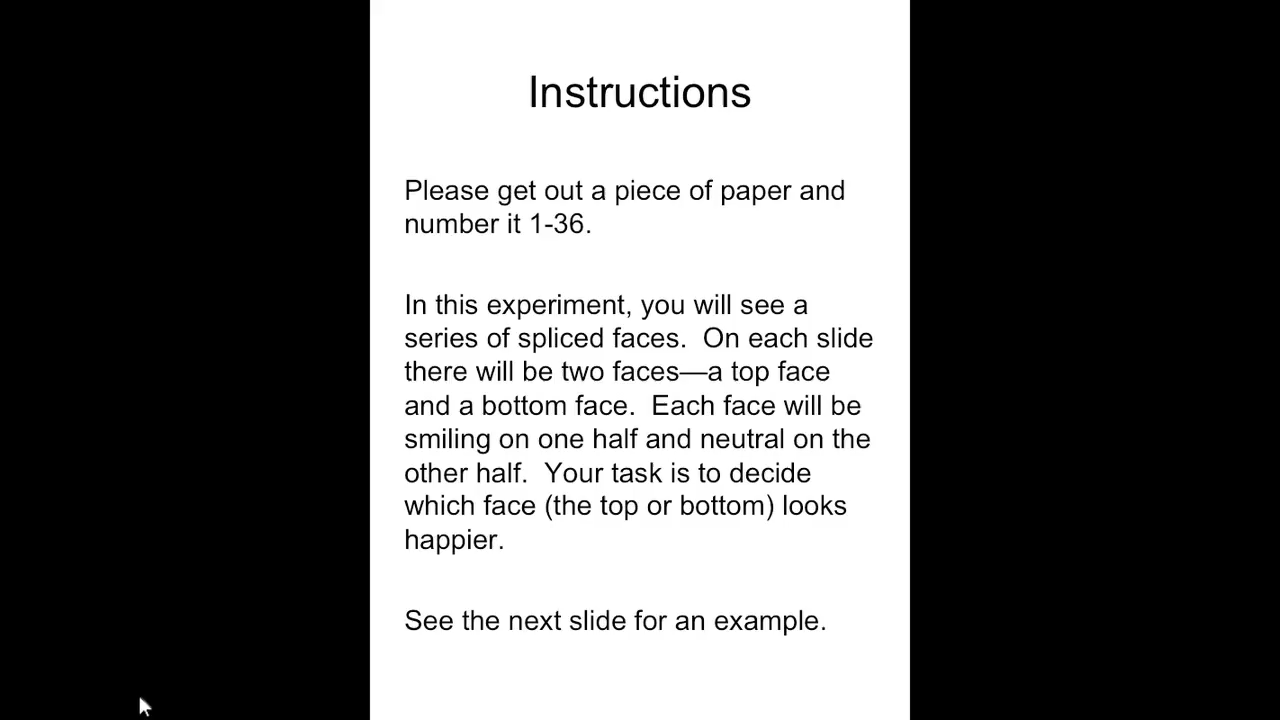 Instructions
Please get out a piece of paper and
number it 1-36.
In this experiment, you will see a
series of spliced faces.  On each slide
there will be two faces—a top face
and a bottom face.  Each face will be
smiling on one half and neutral on the
other half.  Your task is to decide
which face (the top or bottom) looks
happier.
See the next slide for an example.